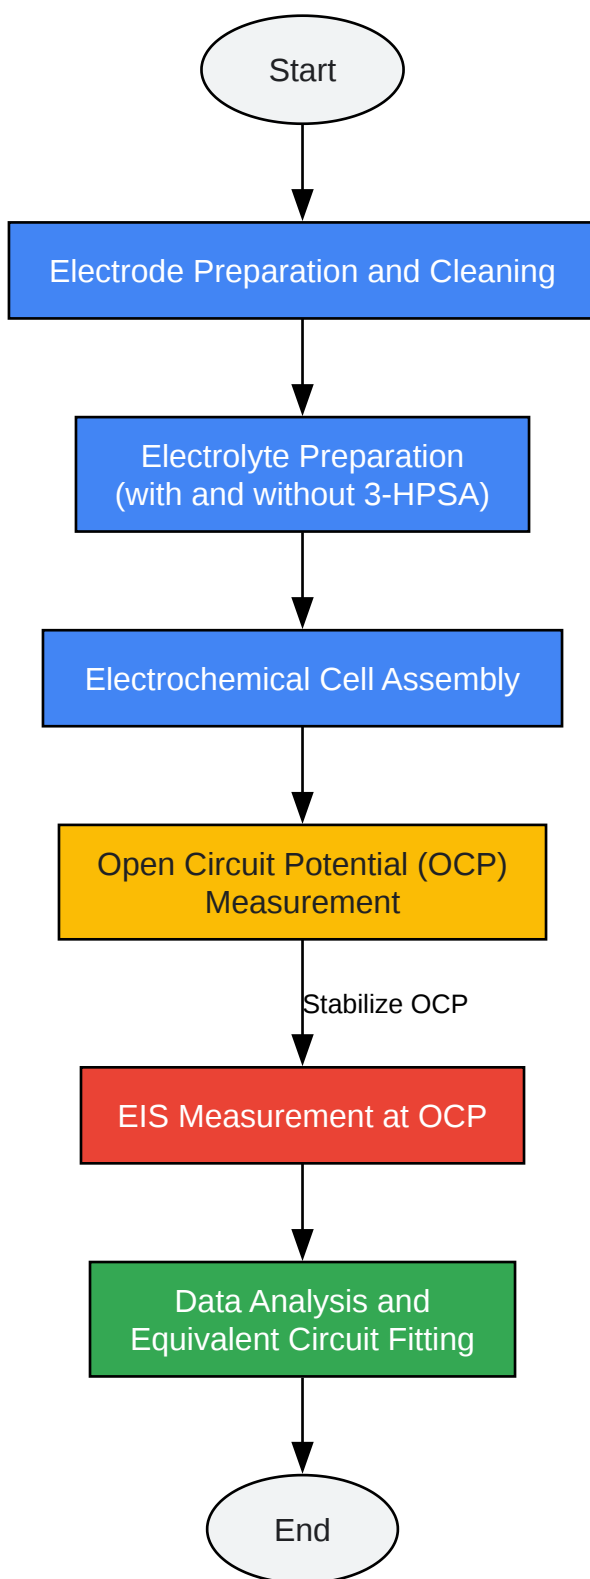 Start
Electrode Preparation and Cleaning
Electrolyte Preparation
(with and without 3-HPSA)
Electrochemical Cell Assembly
Open Circuit Potential (OCP)
Measurement
Stabilize OCP
EIS Measurement at OCP
Data Analysis and
Equivalent Circuit Fitting
End